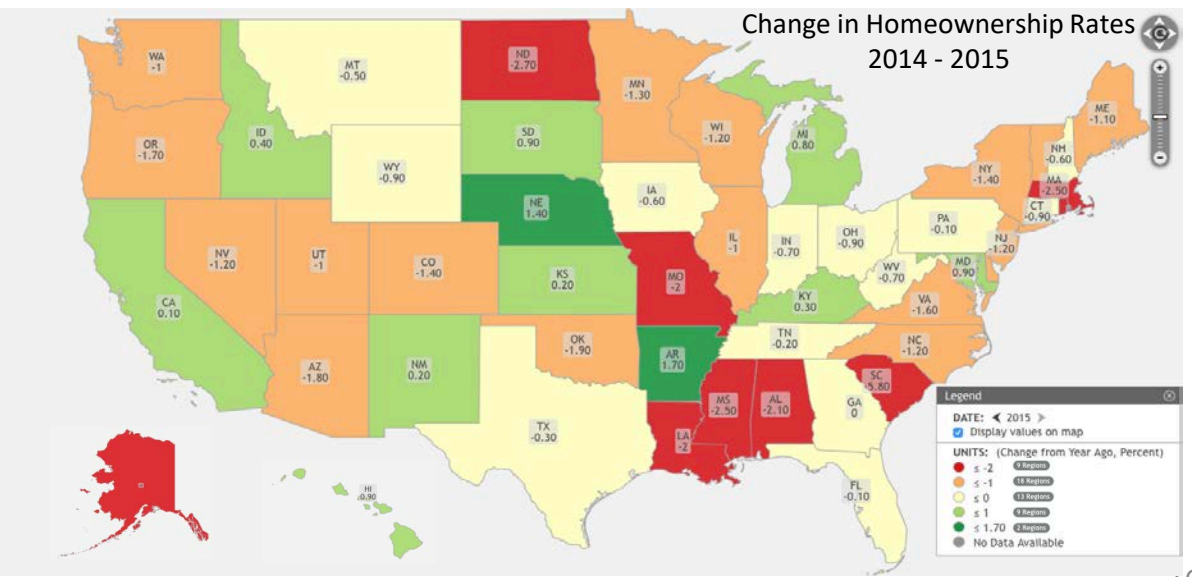 Change in Homeownership Rates
2014 - 2015
WA
-1
MT
-0.50
ND
-2.70
MN
-1.30
ME
-1.10
OR
-1.70
ID
0.40
SD
0.90
WI
-1.20
MI
0.80
NH
-0.60
NY
-1.40
MA
-2.50
WY
-0.90
IA
-0.60
CT
-0.90
NE
1.40
PA
-0.10
NJ
-1.20
NV
-1.20
UT
-1
CO
-1.40
IL
-1
IN
-0.70
OH
-0.90
WV
-0.70
MD
0.90
KS
0.20
MO
-2
KY
0.30
VA
-1.60
CA
0.10
AZ
-1.80
NM
0.20
OK
-1.90
AR
1.70
TN
-0.20
NC
-1.20
SC
-5.80
MS
-2.50
AL
-2.10
GA
0
TX
-0.30
LA
-2
FL
-0.10
HI
0.90
Legend
DATE: 2015
Display values on map
UNITS: (Change from Year Ago, Percent)
≤ -2 9 Regions
≤ -1 18 Regions
≤ 0 13 Regions
≤ 1 9 Regions
≤ 1.70 2 Regions
No Data Available